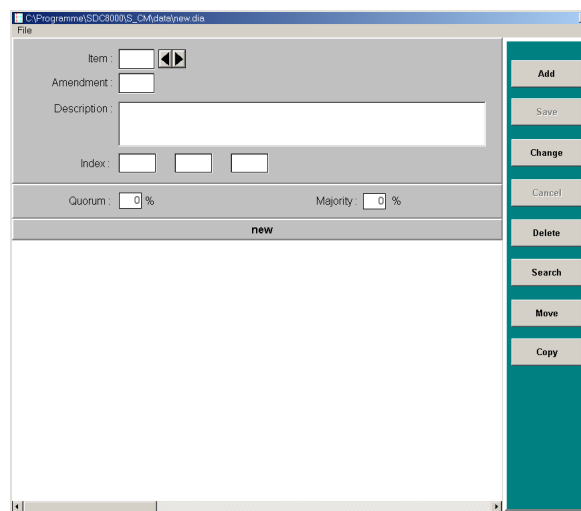 C:\Programme\SDC8000\S_CM\data\new.dia
File
Item :
Amendment :
Description :
Index :
Quorum : 0 %
Majority : 0 %
new
Add
Save
Change
Cancel
Delete
Search
Move
Copy